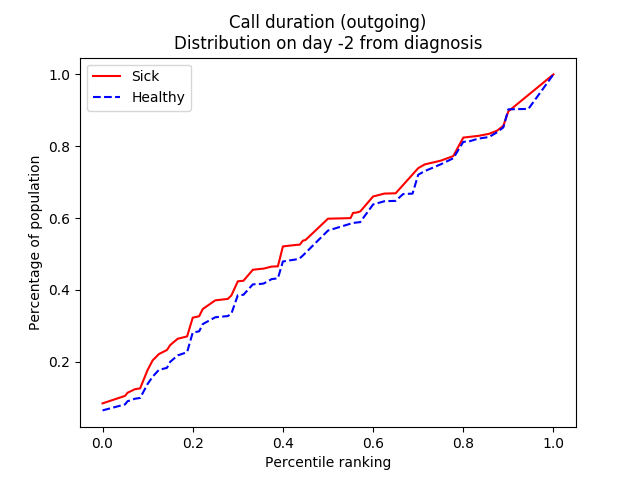 Call duration (outgoing)
Distribution on day -2 from diagnosis
Sick
Healthy
1.0
0.8
0.6
0.4
0.2
Percentage of population
0.0 0.2 0.4 0.6 0.8 1.0
Percentile ranking